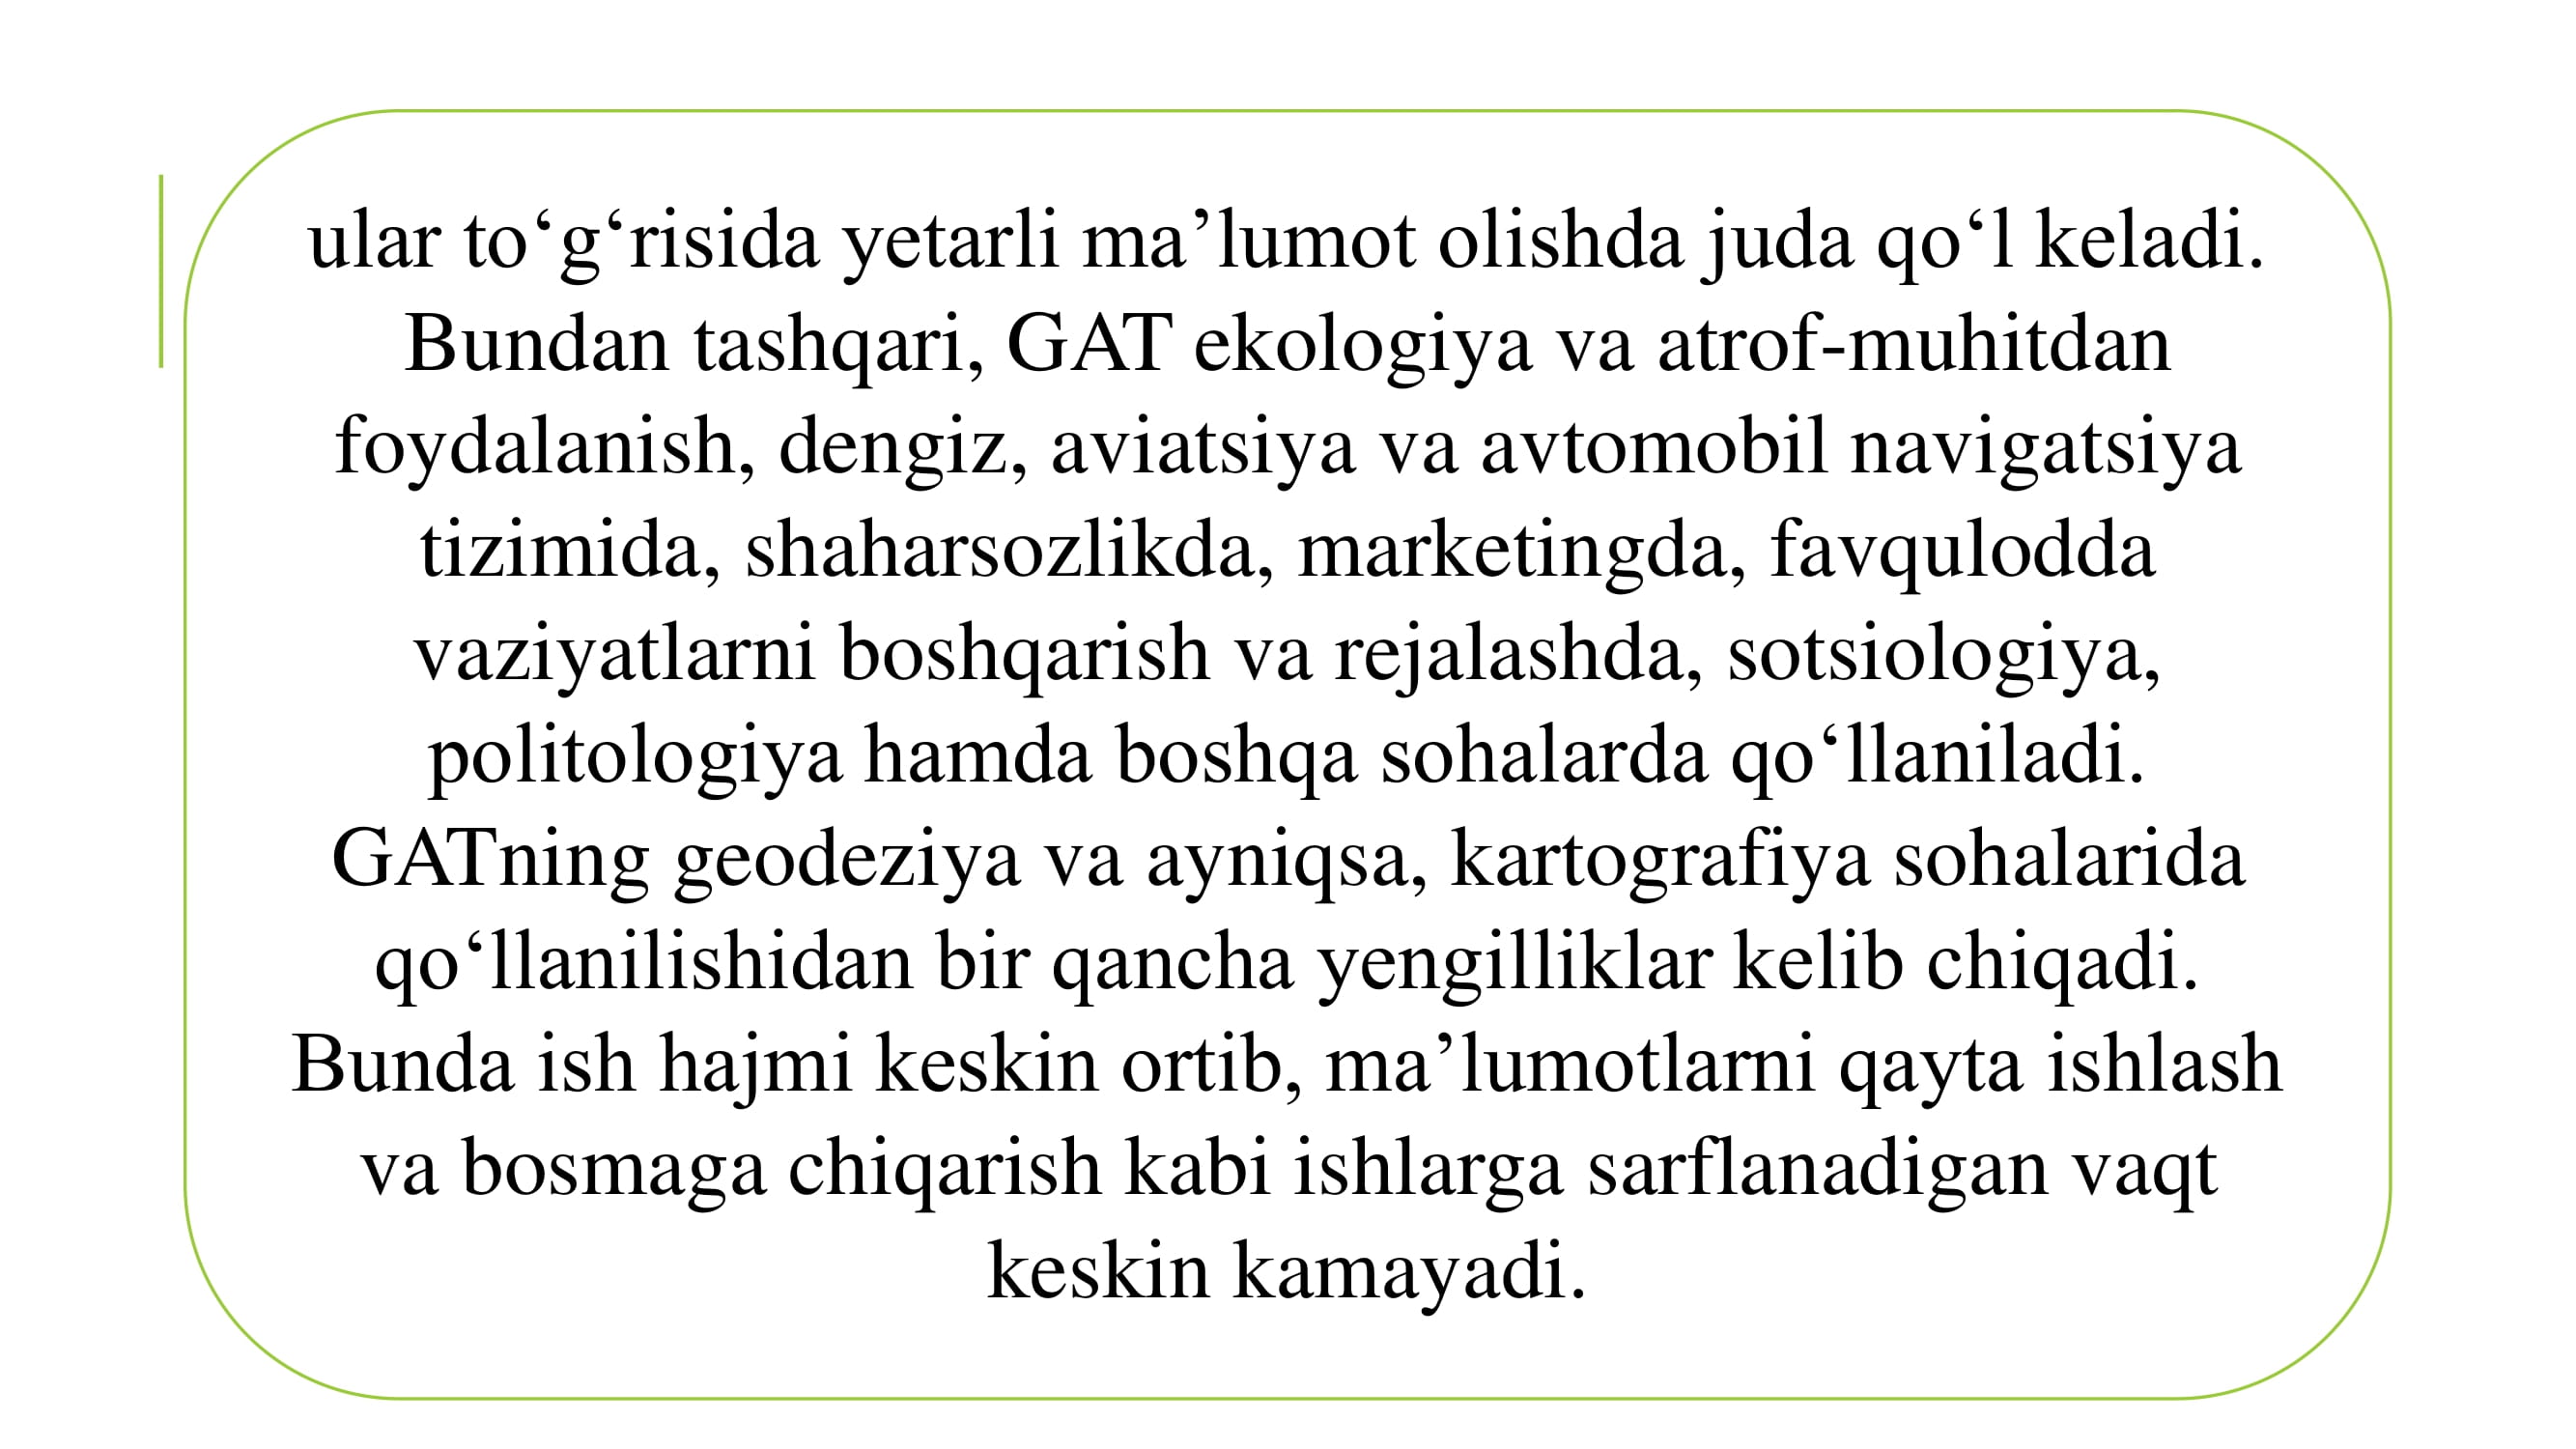 ular to‘g‘risida yetarli ma’lumot olishda juda qo‘l keladi.
Bundan tashqari, GAT ekologiya va atrof-muhitdan
foydalanish, dengiz, aviatsiya va avtomobil navigatsiya
tizimida, shaharsozlikda, marketingda, favqulodda
vaziyatlarni boshqarish va rejalashda, sotsiologiya,
politologiya hamda boshqa sohalarda qo‘llaniladi.
GATning geodeziya va ayniqsa, kartografiya sohalarida
qo‘llanilishidan bir qancha yengilliklar kelib chiqadi.
Bunda ish hajmi keskin ortib, ma’lumotlarni qayta ishlash
va bosmaga chiqarish kabi ishlarga sarflanadigan vaqt
keskin kamayadi.